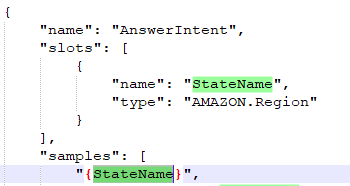 {
"name": "AnswerIntent",
"slots": [
{
"name": "StateName",
"type": "AMAZON.Region"
}
],
"samples": [
"{StateName}",